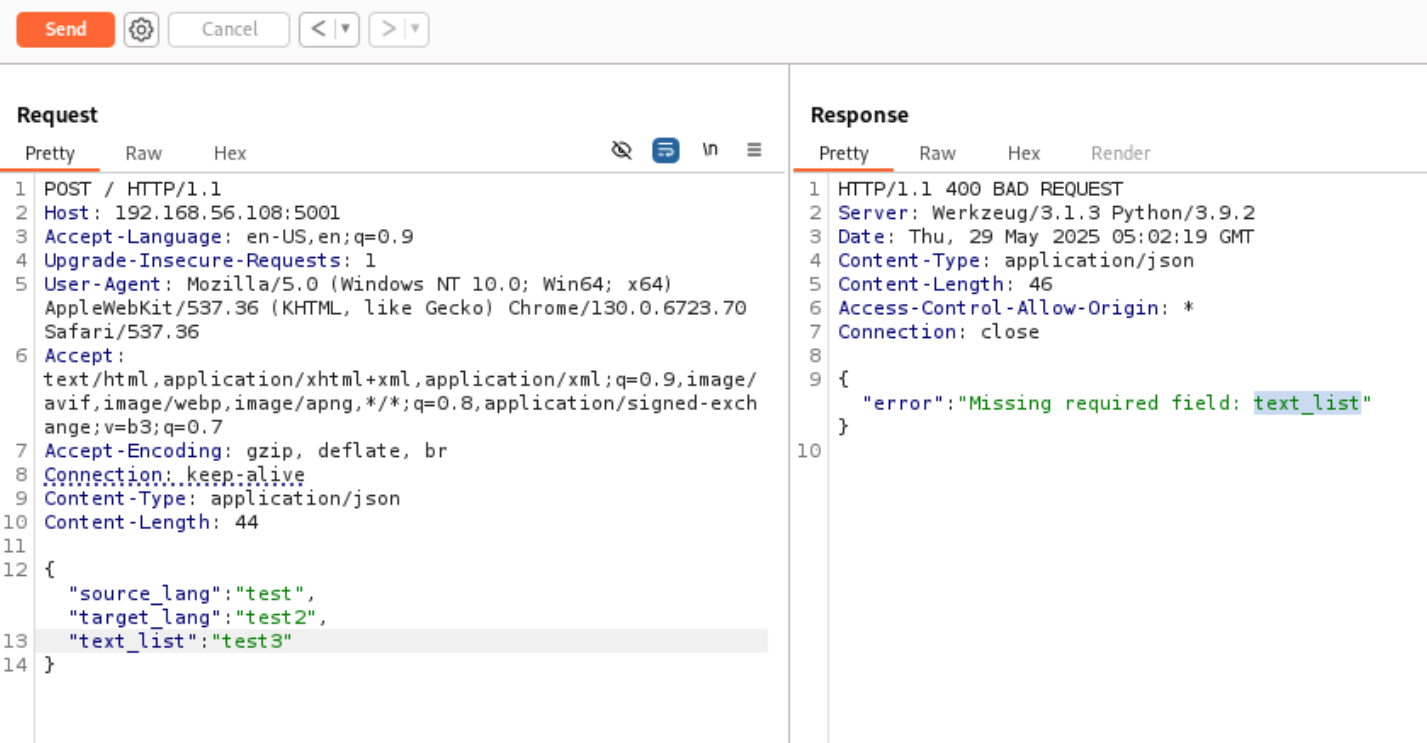 Send Cancel < ▾ > ▾
Request
Pretty Raw Hex \n
1 POST / HTTP/1.1
2 Host: 192.168.56.108:5001
3 Accept-Language: en-US,en;q=0.9
4 Upgrade-Insecure-Requests: 1
5 User-Agent: Mozilla/5.0 (Windows NT 10.0; Win64; x64)
AppleWebKit/537.36 (KHTML, like Gecko) Chrome/130.0.6723.70
Safari/537.36
6 Accept:
text/html,application/xhtml+xml,application/xml;q=0.9,image/
avif,image/webp,image/apng,*/*;q=0.8,application/signed-exch
ange;v=b3;q=0.7
7 Accept-Encoding: gzip, deflate, br
8 Connection: keep-alive
9 Content-Type: application/json
10 Content-Length: 44
11
12 {
"source_lang":"test",
"target_lang":"test2",
13 "text_list":"test3"
14 }
Response
Pretty Raw Hex Render
1 HTTP/1.1 400 BAD REQUEST
2 Server: Werkzeug/3.1.3 Python/3.9.2
3 Date: Thu, 29 May 2025 05:02:19 GMT
4 Content-Type: application/json
5 Content-Length: 46
6 Access-Control-Allow-Origin: *
7 Connection: close
8
9 {
"error":"Missing required field: text_list"
}
10